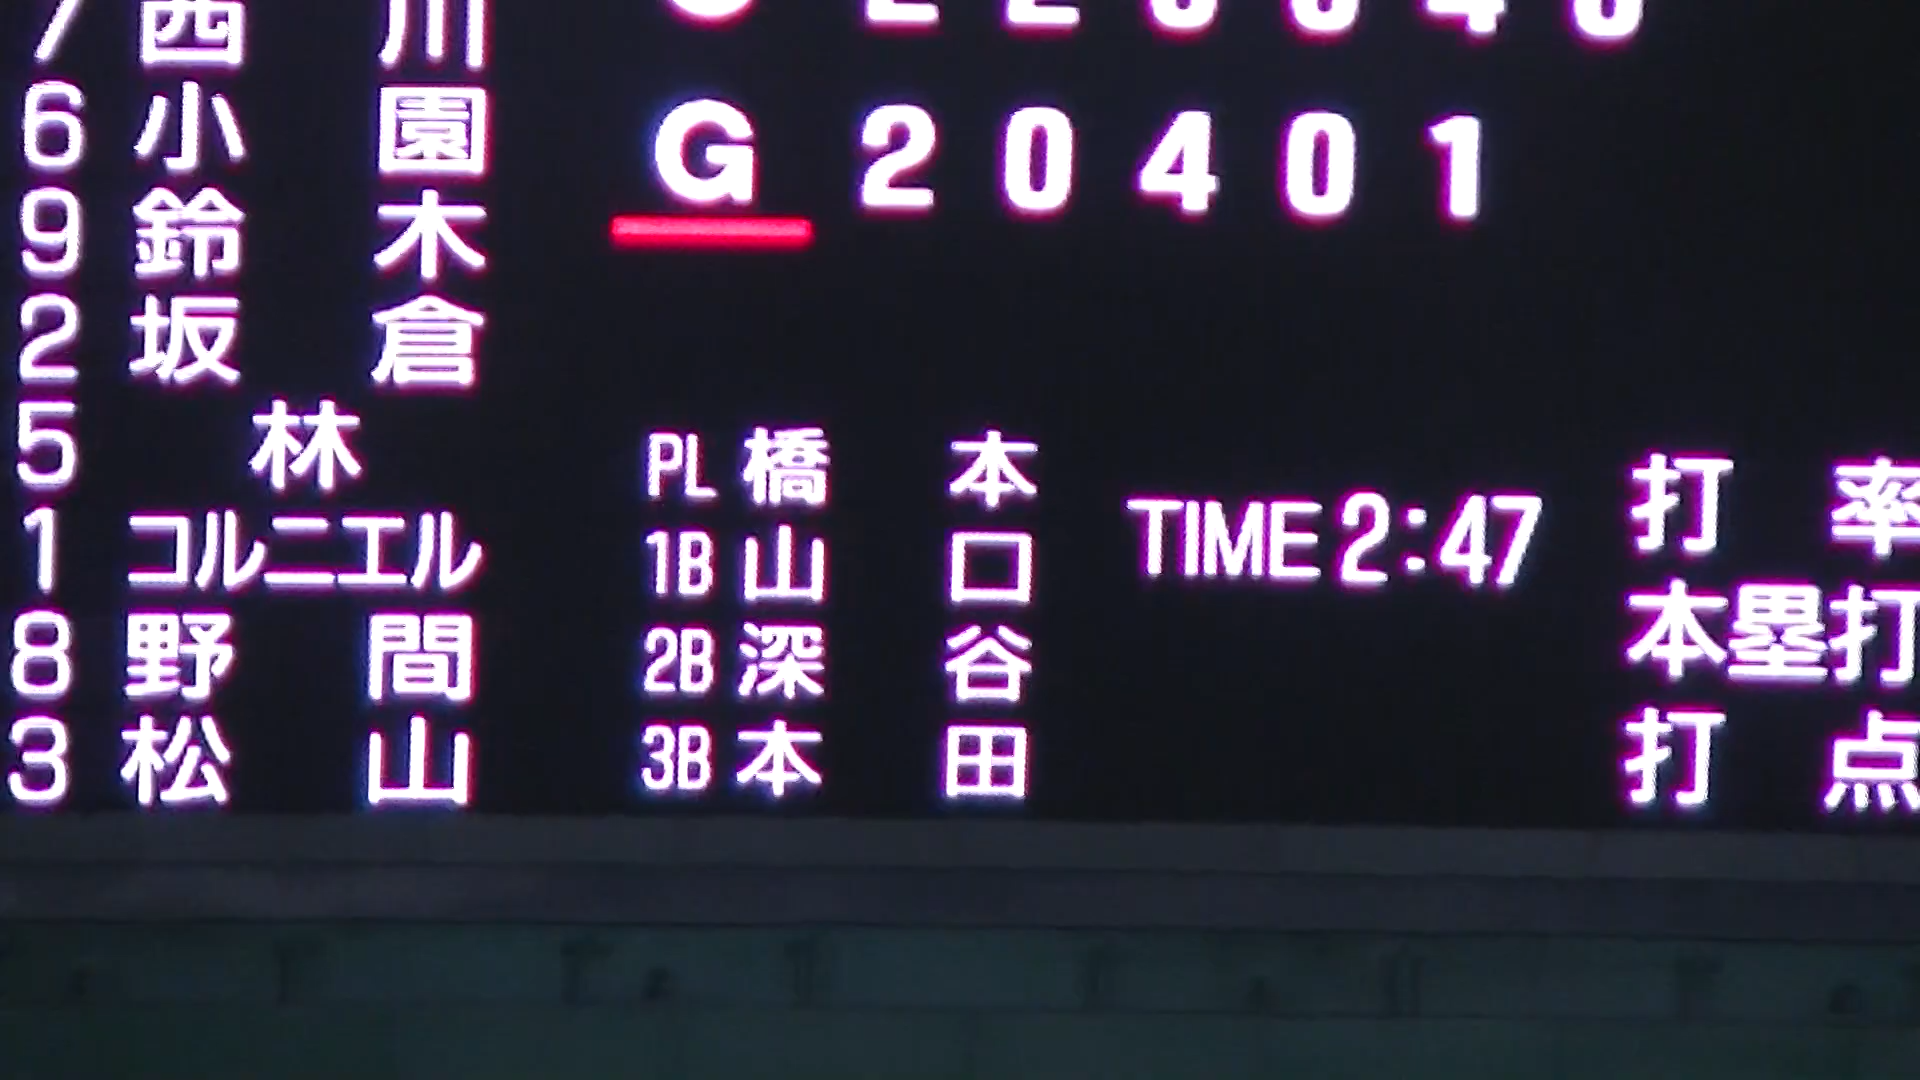 7 西川
6 小園
9 鈴木
2 坂倉
5 林
1 コルニエル
8 野間
3 松山
G 2 0 4 0 1
PL 橋本
1B 山口
2B 深谷
3B 本田
TIME 2:47
打率
本塁打
打点